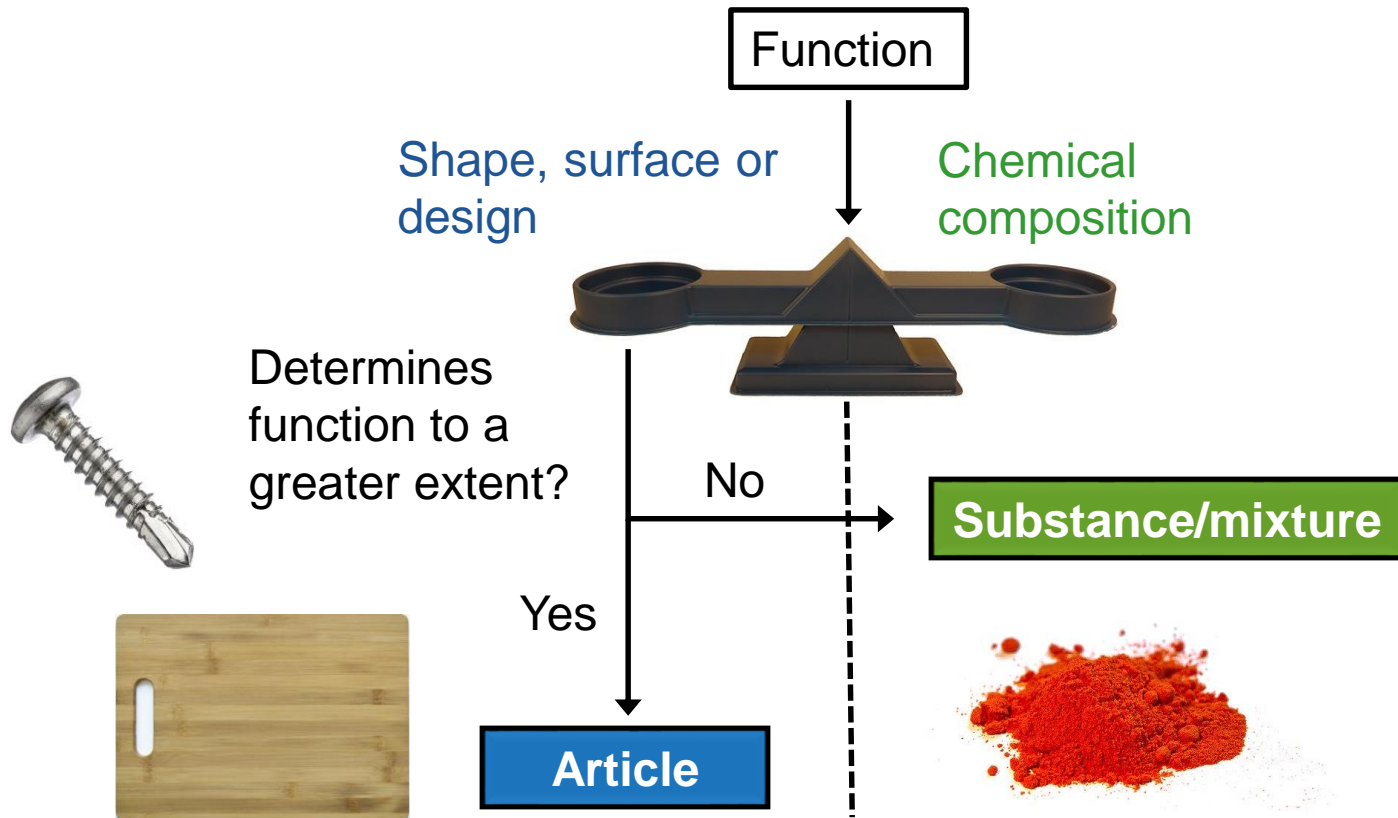 Function
Shape, surface or
design
Chemical
composition
Determines
function to a
greater extent?
No
Substance/mixture
Yes
Article